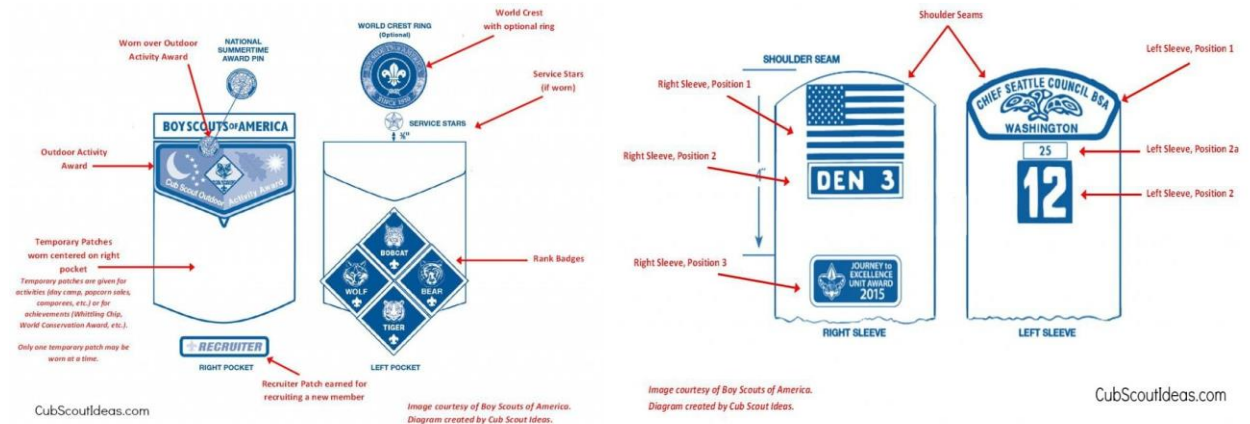 Worn over Outdoor
Activity Award
NATIONAL
SUMMERTIME
AWARD PIN
BOY SCOUTS OF AMERICA
Outdoor Activity
Award
Cub Scout Outdoor Activity Award
Temporary Patches
worn centered on right
pocket
Temporary patches are given for
activities (day camp, popcorn sales,
camporees, etc.) or for
achievements (Whittling Chip,
World Conservation Award, etc.).
Only one temporary patch may be
worn at a time.
RECRUITER
RIGHT POCKET
Recruiter Patch earned for
recruiting a new member
CubScoutIdeas.com
WORLD CREST RING
(Optional)
SINCE 1910
World Crest
with optional ring
Service Stars
(if worn)
SERVICE STARS
BOBCAT
WOLF
BEAR
TIGER
Rank Badges
LEFT POCKET
Image courtesy of Boy Scouts of America.
Diagram created by Cub Scout Ideas.
Shoulder Seams
SHOULDER SEAM
Right Sleeve, Position 1
Right Sleeve, Position 2
4"
DEN 3
Right Sleeve, Position 3
JOURNEY to
EXCELLENCE
UNIT AWARD
2015
RIGHT SLEEVE
Left Sleeve, Position 1
CHIEF SEATTLE COUNCIL BSA
WASHINGTON
25
Left Sleeve, Position 2a
12
Left Sleeve, Position 2
LEFT SLEEVE
Image courtesy of Boy Scouts of America.
Diagram created by Cub Scout Ideas.
CubScoutIdeas.com